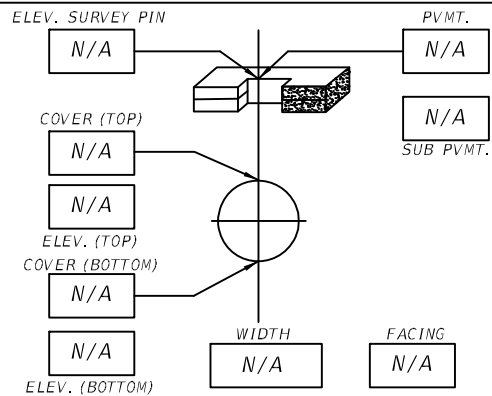 ELEV. SURVEY PIN
N/A
PVMT.
N/A
COVER (TOP)
N/A
N/A
SUB PVMT.
N/A
ELEV. (TOP)
COVER (BOTTOM)
N/A
N/A
ELEV. (BOTTOM)
WIDTH
N/A
FACING
N/A